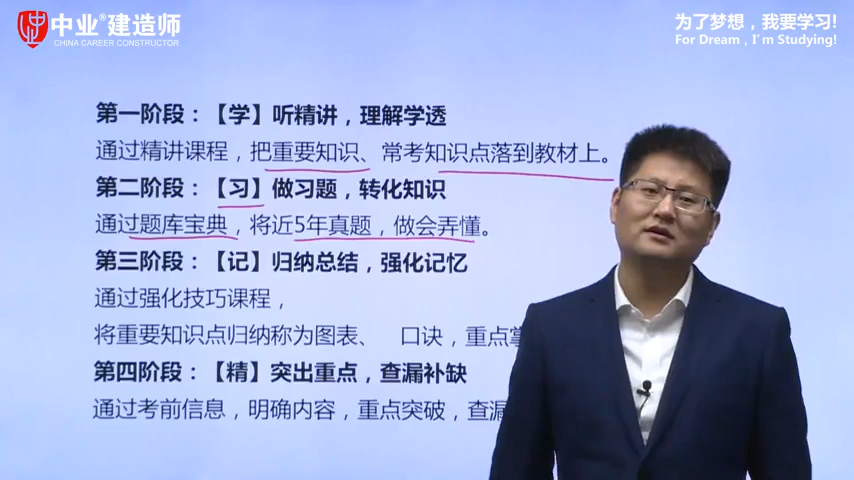 中业®建造师
CHINA CAREER CONSTRUCTOR
为了梦想，我要学习!
For Dream , I'm Studying!
第一阶段：【学】听精讲，理解学透
通过精讲课程，把重要知识、常考知识点落到教材上。
第二阶段：【习】做习题，转化知识
通过题库宝典，将近5年真题，做会弄懂。
第三阶段：【记】归纳总结，强化记忆
通过强化技巧课程，
将重要知识点归纳称为图表、 口诀，重点掌
第四阶段：【精】突出重点，查漏补缺
通过考前信息，明确内容，重点突破，查漏